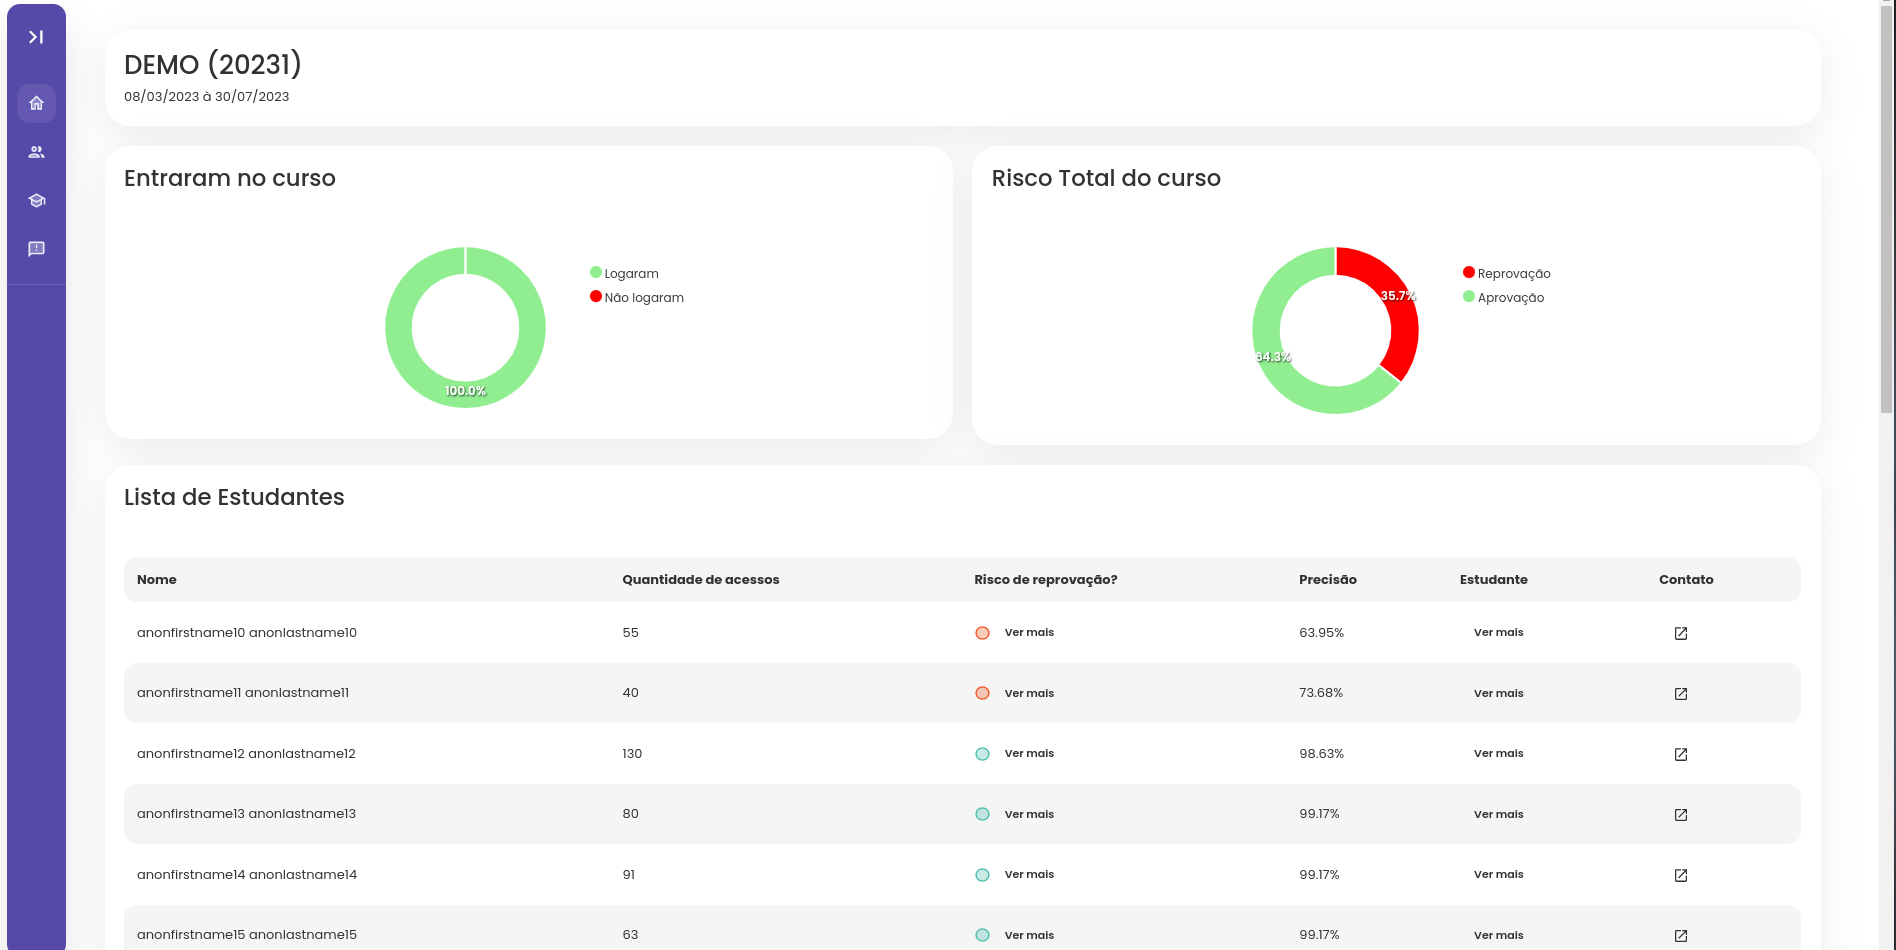 DEMO (20231)
08/03/2023 à 30/07/2023
Entraram no curso
Logaram
Não logaram
100.0%
Risco Total do curso
Reprovação
Aprovação
35.7%
64.3%
Lista de Estudantes
Nome Quantidade de acessos Risco de reprovação? Precisão Estudante Contato
anonfirstname10 anonlastname10 55 Ver mais 63.95% Ver mais
anonfirstname11 anonlastname11 40 Ver mais 73.68% Ver mais
anonfirstname12 anonlastname12 130 Ver mais 98.63% Ver mais
anonfirstname13 anonlastname13 80 Ver mais 99.17% Ver mais
anonfirstname14 anonlastname14 91 Ver mais 99.17% Ver mais
anonfirstname15 anonlastname15 63 Ver mais 99.17% Ver mais